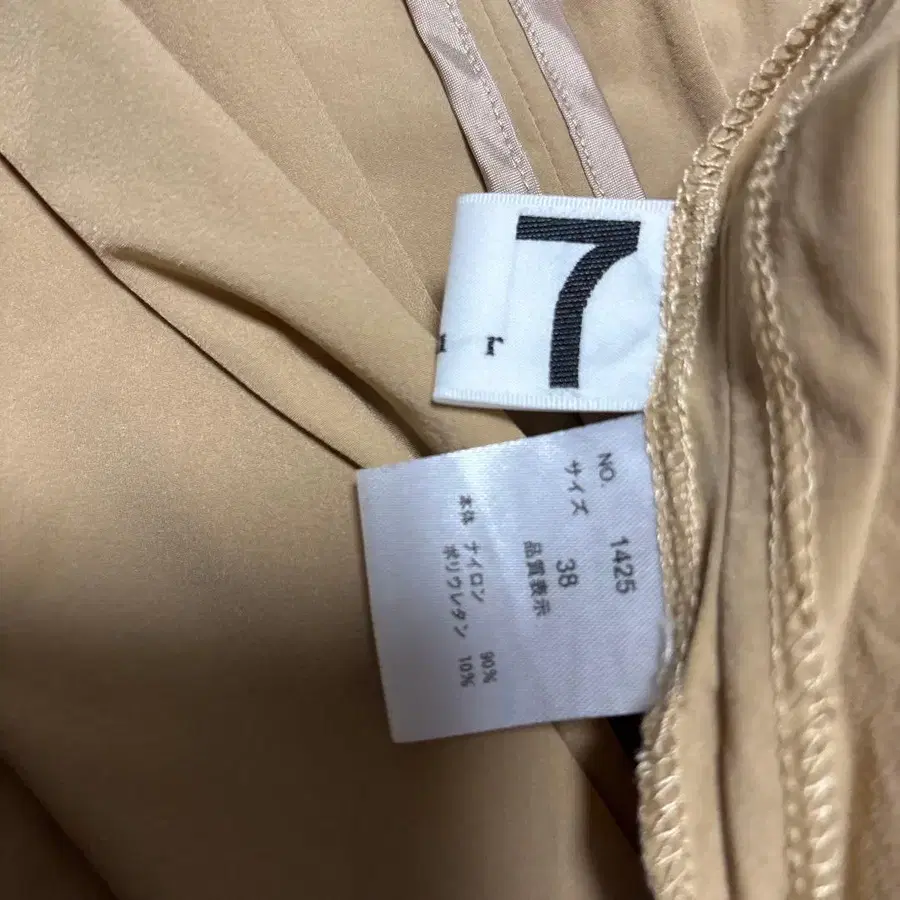 7
r
NO. 1425
サイズ 38
品質表示
本体 ナイロン 90%
ポリウレタン 10%